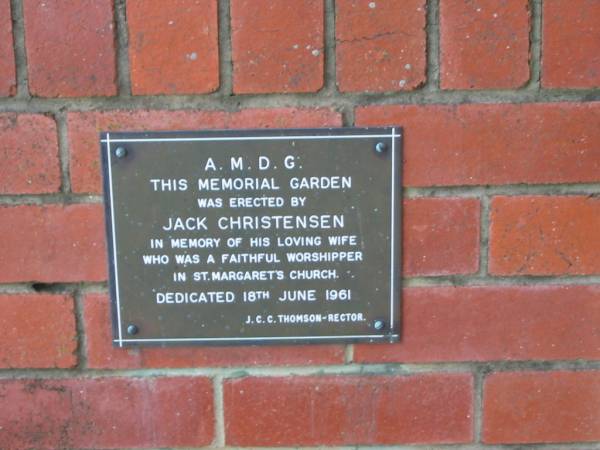 A. M. D. G.
THIS MEMORIAL GARDEN
WAS ERECTED BY
JACK CHRISTENSEN
IN MEMORY OF HIS LOVING WIFE
WHO WAS A FAITHFUL WORSHIPPER
IN ST. MARGARET'S CHURCH.
DEDICATED 18TH JUNE 1961
J. C. C. THOMSON-RECTOR.